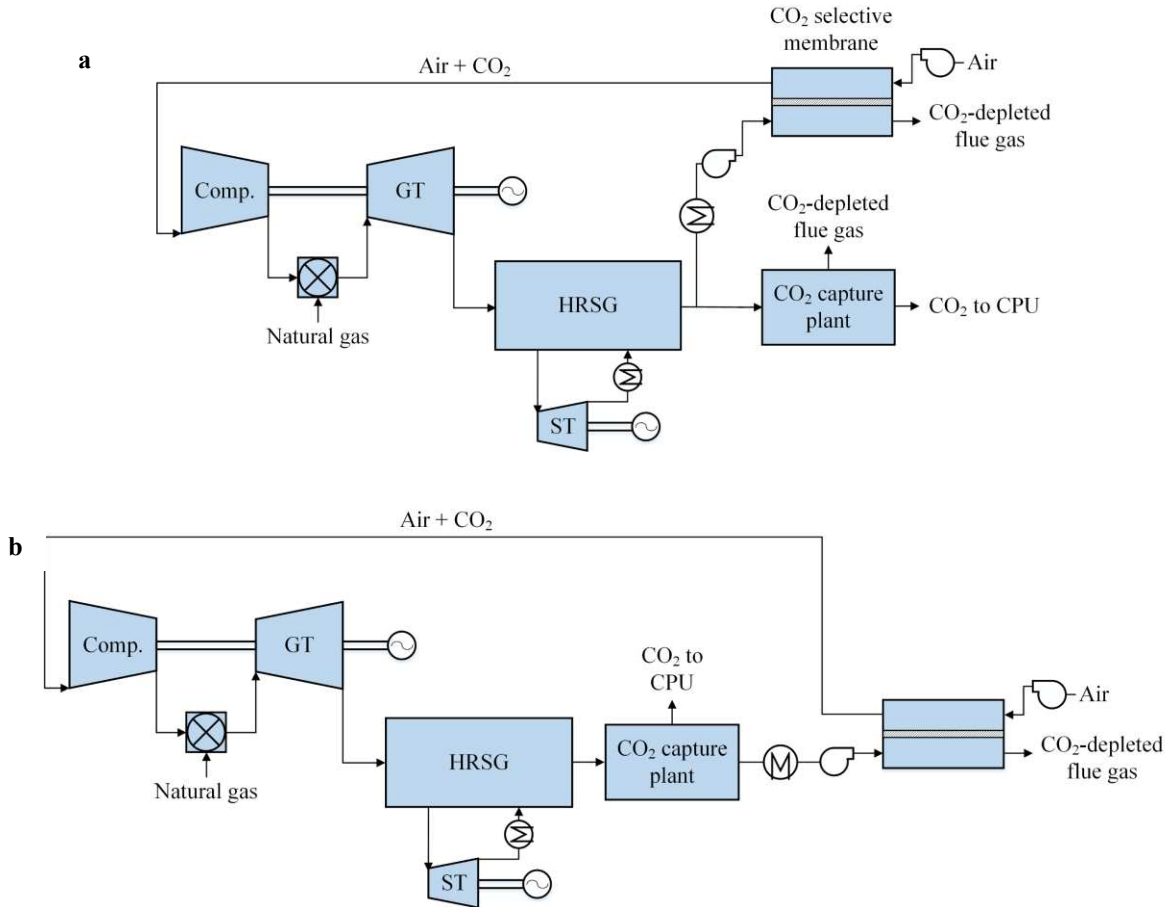 a
CO₂ selective
membrane
Air + CO₂
Air
CO₂-depleted
flue gas
Comp.
GT
CO₂-depleted
flue gas
HRSG
CO₂ capture
plant
CO₂ to CPU
Natural gas
ST
b
Air + CO₂
Comp.
GT
CO₂ to
CPU
Air
CO₂-depleted
flue gas
HRSG
CO₂ capture
plant
Natural gas
ST